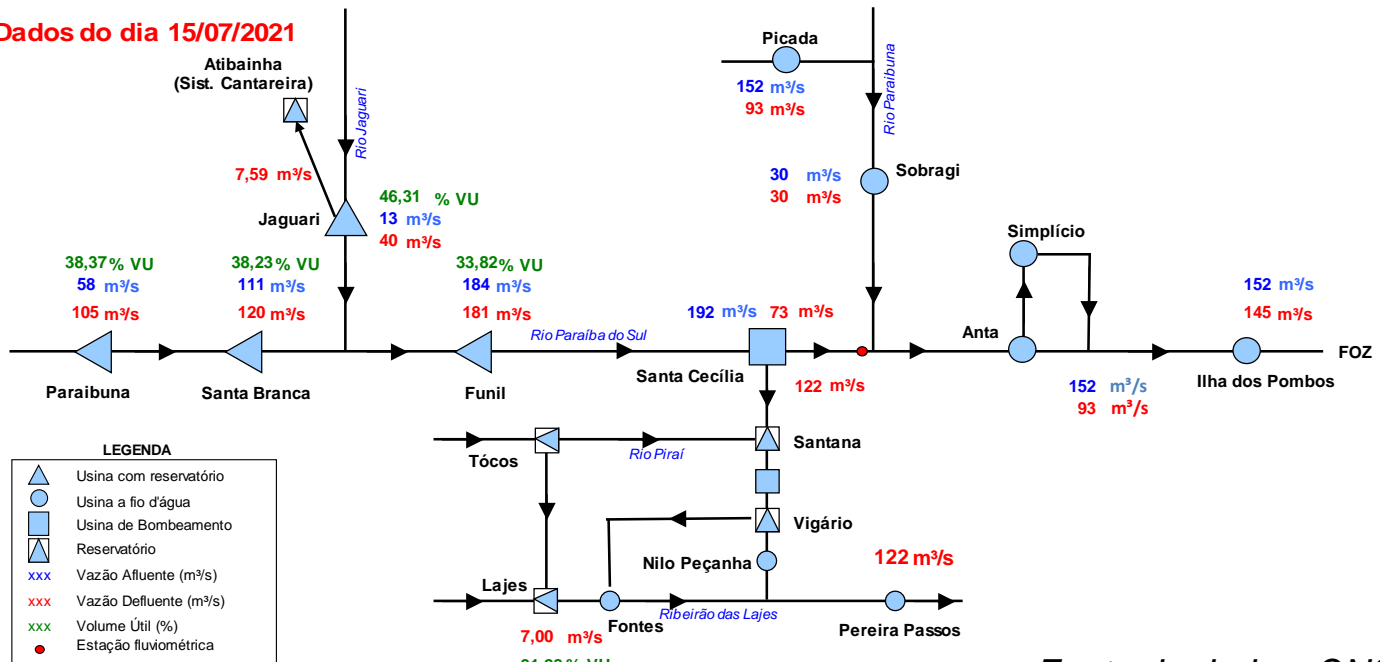 Dados do dia 15/07/2021
Atibainha
(Sist. Cantareira)
Rio Jaguari
7,59 m³/s
Jaguari
46,31 % VU
13 m³/s
40 m³/s
Picada
152 m³/s
93 m³/s
Rio Paraibuna
30 m³/s
30 m³/s
Sobragi
38,37% VU
58 m³/s
105 m³/s
Paraibuna
38,23% VU
111 m³/s
120 m³/s
Santa Branca
33,82% VU
184 m³/s
181 m³/s
Funil
Rio Paraíba do Sul
192 m³/s 73 m³/s
Santa Cecília
122 m³/s
Simplício
Anta
152 m³/s
93 m³/s
152 m³/s
145 m³/s
Ilha dos Pombos
FOZ
Tócos
Rio Piraí
Santana
Vigário
Nilo Peçanha
122 m³/s
Lajes
7,00 m³/s
Fontes
Ribeirão das Lajes
Pereira Passos
LEGENDA
Usina com reservatório
Usina a fio d'água
Usina de Bombeamento
Reservatório
xxx Vazão Afluente (m³/s)
xxx Vazão Defluente (m³/s)
xxx Volume Útil (%)
Estação fluviométrica